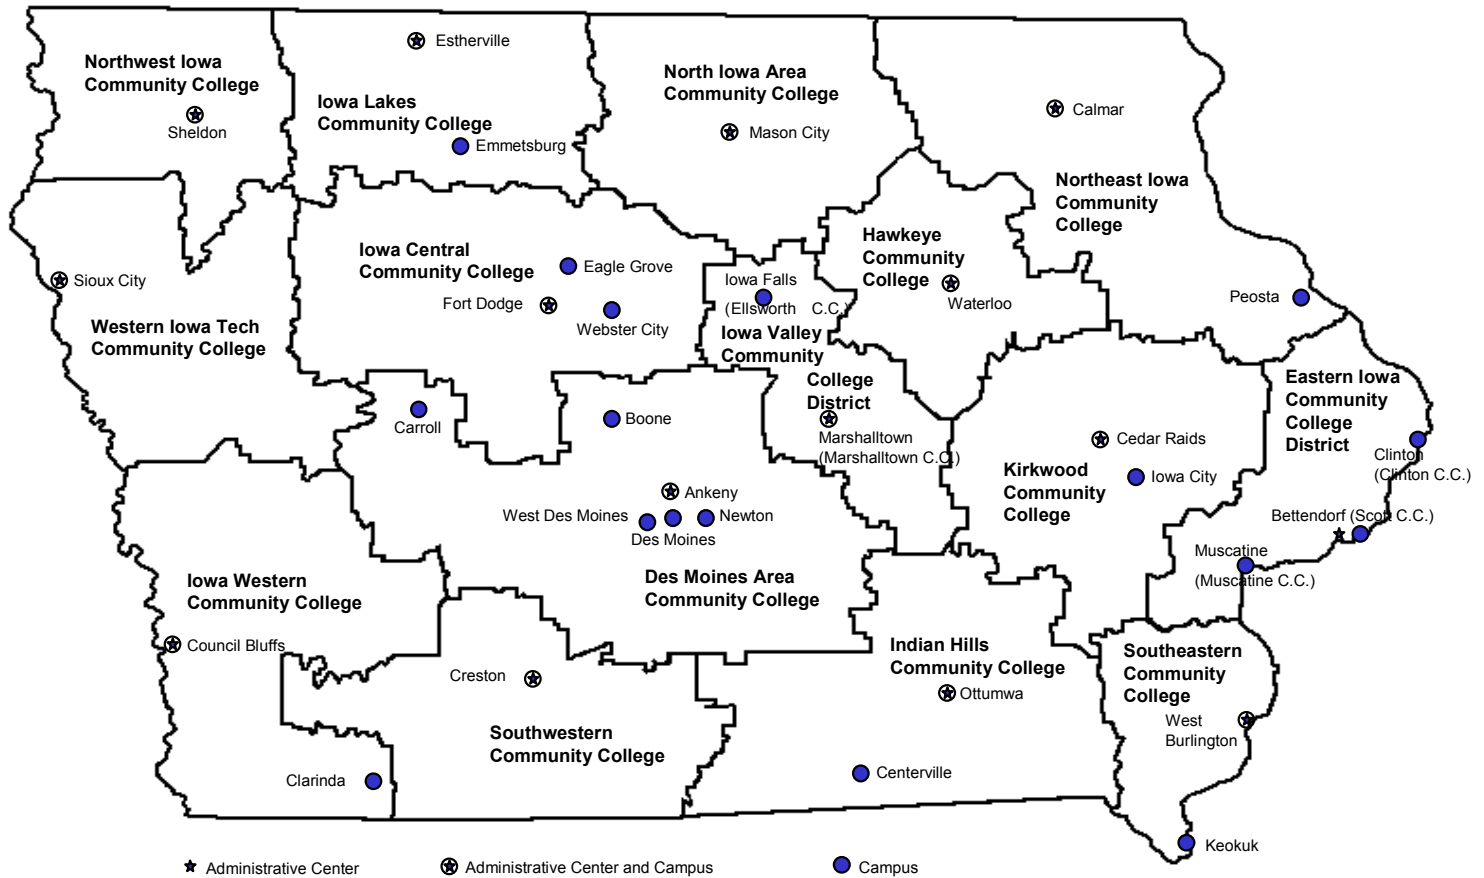 Northwest Iowa
Community College
Sheldon
Estherville
Iowa Lakes
Community College
Emmetsburg
North Iowa Area
Community College
Mason City
Calmar
Northeast Iowa
Community
College
Peosta
Sioux City
Western Iowa Tech
Community College
Iowa Central
Community College
Eagle Grove
Fort Dodge
Webster City
Iowa Falls
(Ellsworth C.C.)
Iowa Valley
Community
College
District
Marshalltown
(Marshalltown C.C.)
Hawkeye
Community
College
Waterloo
Carroll
Boone
Ankeny
West Des Moines
Newton
Des Moines
Des Moines Area
Community College
Cedar Raids
Iowa City
Kirkwood
Community
College
Eastern Iowa
Community
College
District
Clinton
(Clinton C.C.)
Bettendorf (Scott C.C.)
Muscatine
(Muscatine C.C.)
Iowa Western
Community College
Council Bluffs
Clarinda
Creston
Southwestern
Community College
Indian Hills
Community College
Ottumwa
Centerville
Southeastern
Community
College
West
Burlington
Keokuk
Administrative Center
Administrative Center and Campus
Campus